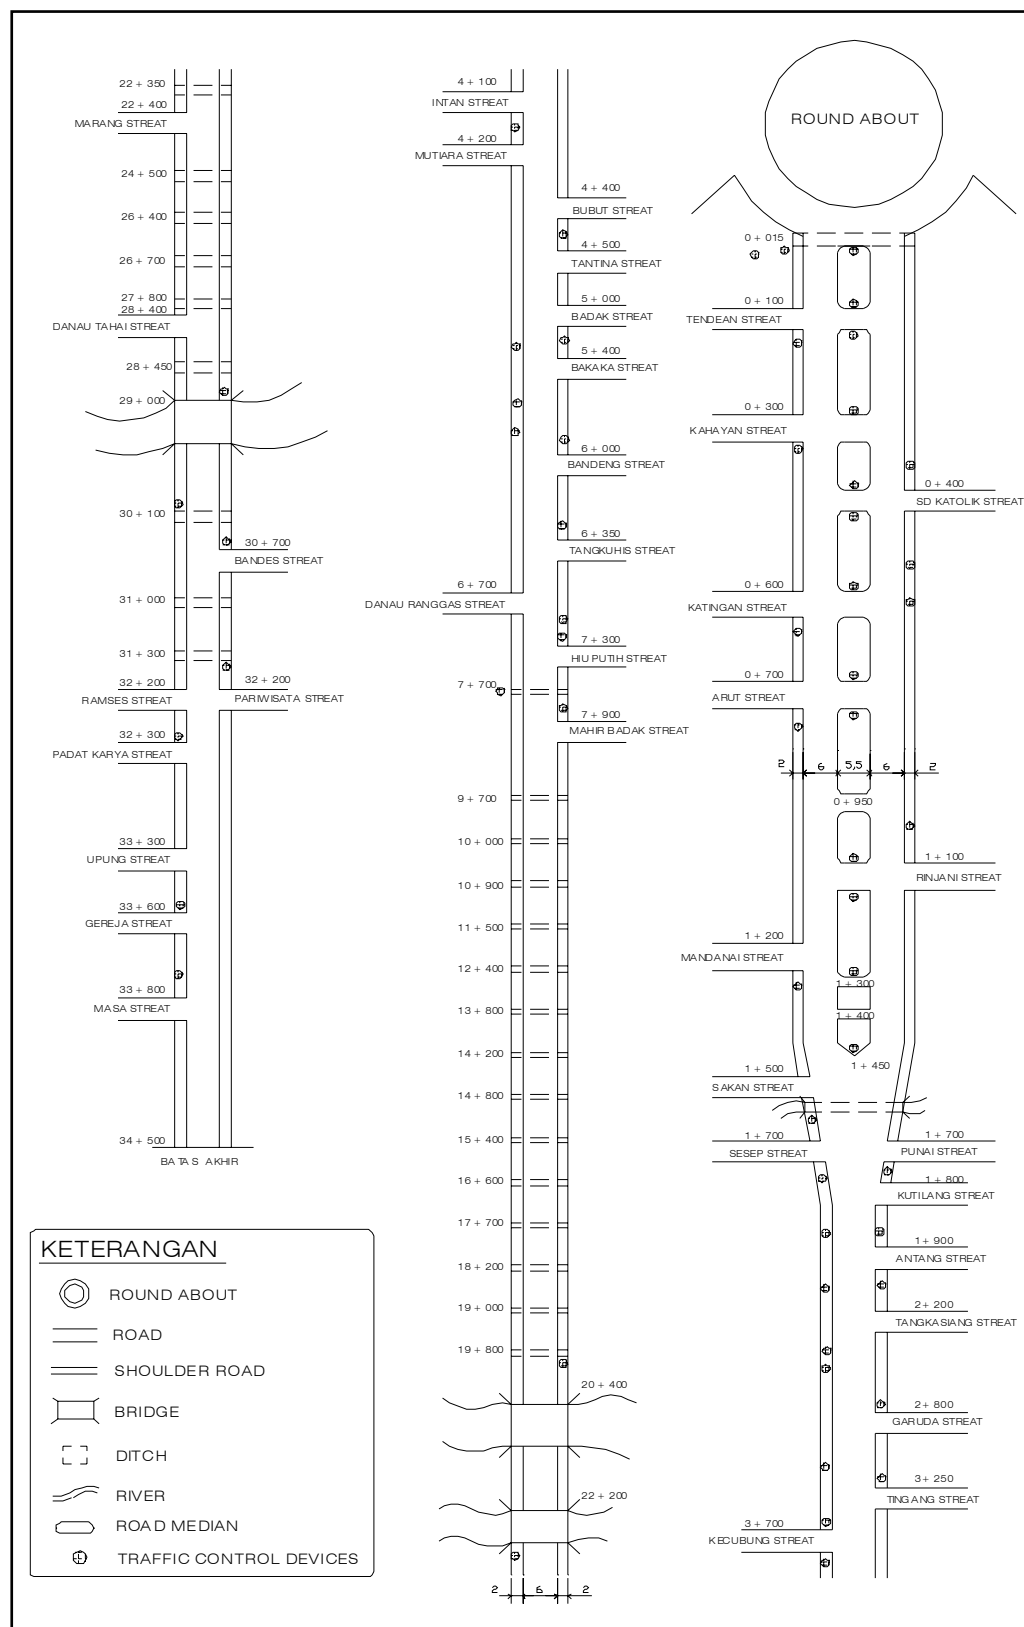 22 + 350
22 + 400
MARANG STREAT
24 + 500
26 + 400
26 + 700
27 + 800
28 + 400
DANAU TAHAI STREAT
28 + 450
29 + 000
30 + 100
30 + 700
BANDES STREAT
31 + 000
31 + 300
32 + 200
RAMSES STREAT
32 + 200
PARIWISATA STREAT
32 + 300
PADAT KARYA STREAT
33 + 300
UPUNG STREAT
33 + 600
GEREJA STREAT
33 + 800
MASA STREAT
34 + 500
BATAS AKHIR
KETERANGAN
ROUND ABOUT
ROAD
SHOULDER ROAD
BRIDGE
DITCH
RIVER
ROAD MEDIAN
TRAFFIC CONTROL DEVICES
4 + 100
INTAN STREAT
4 + 200
MUTIARA STREAT
4 + 400
BUBUT STREAT
4 + 500
TANTINA STREAT
5 + 000
BADAK STREAT
5 + 400
BAKAKA STREAT
6 + 000
BANDENG STREAT
6 + 350
TANGKUHIS STREAT
6 + 700
DANAU RANGGAS STREAT
7 + 300
HIU PUTIH STREAT
7 + 700
7 + 900
MAHIR BADAK STREAT
9 + 700
10 + 000
10 + 900
11 + 500
12 + 400
13 + 800
14 + 200
14 + 800
15 + 400
16 + 600
17 + 700
18 + 200
19 + 000
19 + 800
20 + 400
22 + 200
2 6 2
ROUND ABOUT
0 + 015
0 + 100
TENDEAN STREAT
0 + 300
KAHAYAN STREAT
0 + 400
SD KATOLIK STREAT
0 + 600
KATINGAN STREAT
0 + 700
ARUT STREAT
2 6 5,5 6 2
0 + 950
1 + 100
RINJANI STREAT
1 + 200
MANDANAI STREAT
1 + 300
1 + 400
1 + 450
1 + 500
SAKAN STREAT
1 + 700
SESEP STREAT
1 + 700
PUNAI STREAT
1 + 800
KUTILANG STREAT
1 + 900
ANTANG STREAT
2 + 200
TANGKASIANG STREAT
2 + 800
GARUDA STREAT
3 + 250
TINGANG STREAT
3 + 700
KECUBUNG STREAT